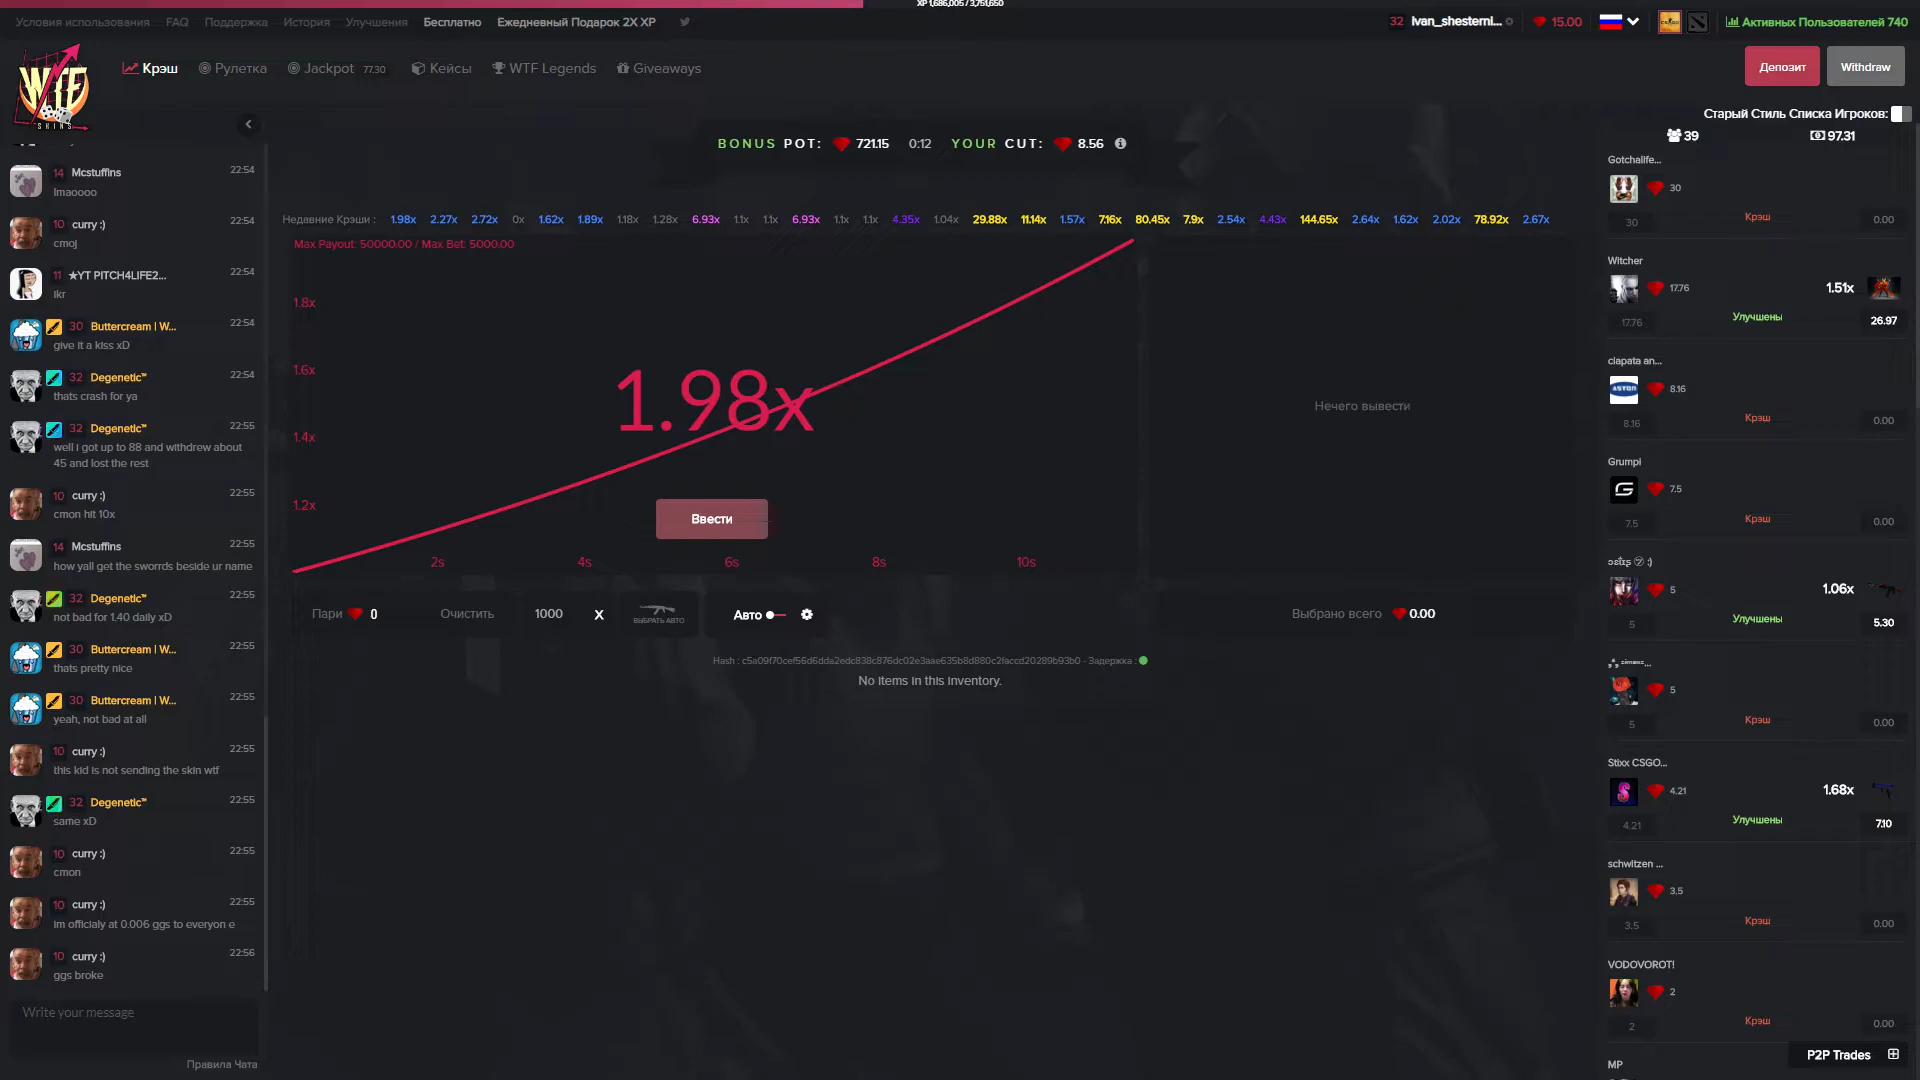 XP 1,686,005 / 3,751,650
Условия использования FAQ Поддержка История Улучшения Бесплатно Ежедневный Подарок 2X XP
32 ivan_shesterni... 15.00
Активных Пользователей 740
WTF
SKINS
Крэш Рулетка Jackpot 77.30 Кейсы WTF Legends Giveaways
Депозит Withdraw
Старый Стиль Списка Игроков:
39 97.31
BONUS POT: 721.15 0:12 YOUR CUT: 8.56
Недавние Крэши : 1.98x 2.27x 2.72x 0x 1.62x 1.89x 1.18x 1.28x 6.93x 1.1x 1.1x 6.93x 1.1x 1.1x 4.35x 1.04x 29.88x 11.14x 1.57x 7.16x 80.45x 7.9x 2.54x 4.43x 144.65x 2.64x 1.62x 2.02x 78.92x 2.67x
Max Payout: 50000.00 / Max Bet: 5000.00
1.8x
1.6x
1.4x
1.2x
1.98x
Ввести
2s 4s 6s 8s 10s
Нечего вывести
Пари 0 Очистить 1000 X ВЫБРАТЬ АВТО Авто
Выбрано всего 0.00
Hash : c5a09f70cef56d6dda2edc838c876dc02e3aae635b8d880c2faccd20289b93b0 - Задержка :
No items in this inventory.
14 Mcstuffins 22:54
lmaoooo
10 curry :) 22:54
cmoj
11 ★YT PITCH4LIFE2... 22:54
Ikr
30 Buttercream | W... 22:54
give it a kiss xD
32 Degenetic™ 22:54
thats crash for ya
32 Degenetic™ 22:55
well i got up to 88 and withdrew about
45 and lost the rest
10 curry :) 22:55
cmon hit 10x
14 Mcstuffins 22:55
how yall get the sworrds beside ur name
32 Degenetic™ 22:55
not bad for 1.40 daily xD
30 Buttercream | W... 22:55
thats pretty nice
30 Buttercream | W... 22:55
yeah, not bad at all
10 curry :) 22:55
this kid is not sending the skin wtf
32 Degenetic™ 22:55
same xD
10 curry :) 22:55
cmon
10 curry :) 22:55
im officialy at 0.006 ggs to everyon e
10 curry :) 22:56
ggs broke
Write your message
Правила Чата
Gotchalife...
30
Крэш
30 0.00
Witcher
17.76 1.51x
Улучшены
17.76 26.97
clapata an...
ASTON
8.16
Крэш
8.16 0.00
Grumpi
7.5
Крэш
7.5 0.00
5 1.06x
Улучшены
5 5.30
5
Крэш
5 0.00
Stixx CSGO...
4.21 1.68x
Улучшены
4.21 7.10
schwitzen ...
3.5
Крэш
3.5 0.00
VODOVOROT!
2
Крэш
2 0.00
MP
P2P Trades